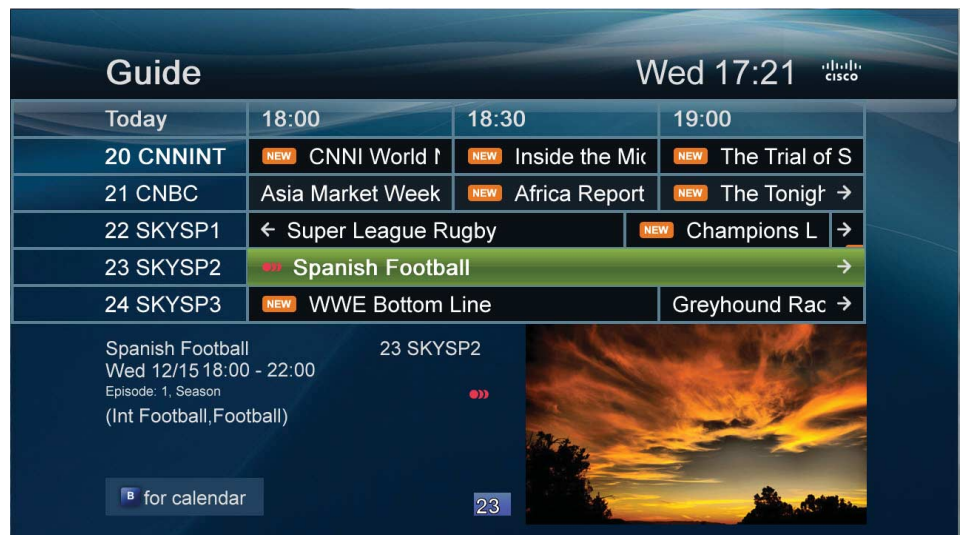 Guide
Wed 17:21
cisco
Today 18:00 18:30 19:00
20 CNNINT NEW CNNI World NEW Inside the NEW The Trial of S
21 CNBC Asia Market Week NEW Africa Report NEW The →
22 SKYSP1 ← Super League Rugby NEW Champions L →
23 SKYSP2 Spanish Football →
24 SKYSP3 NEW WWE Bottom Line Greyhound Rac →
Spanish Football 23 SKYSP2
Wed 12/15 18:00 - 22:00
Episode: 1, Season
(Int Football,Football)
B for calendar
23